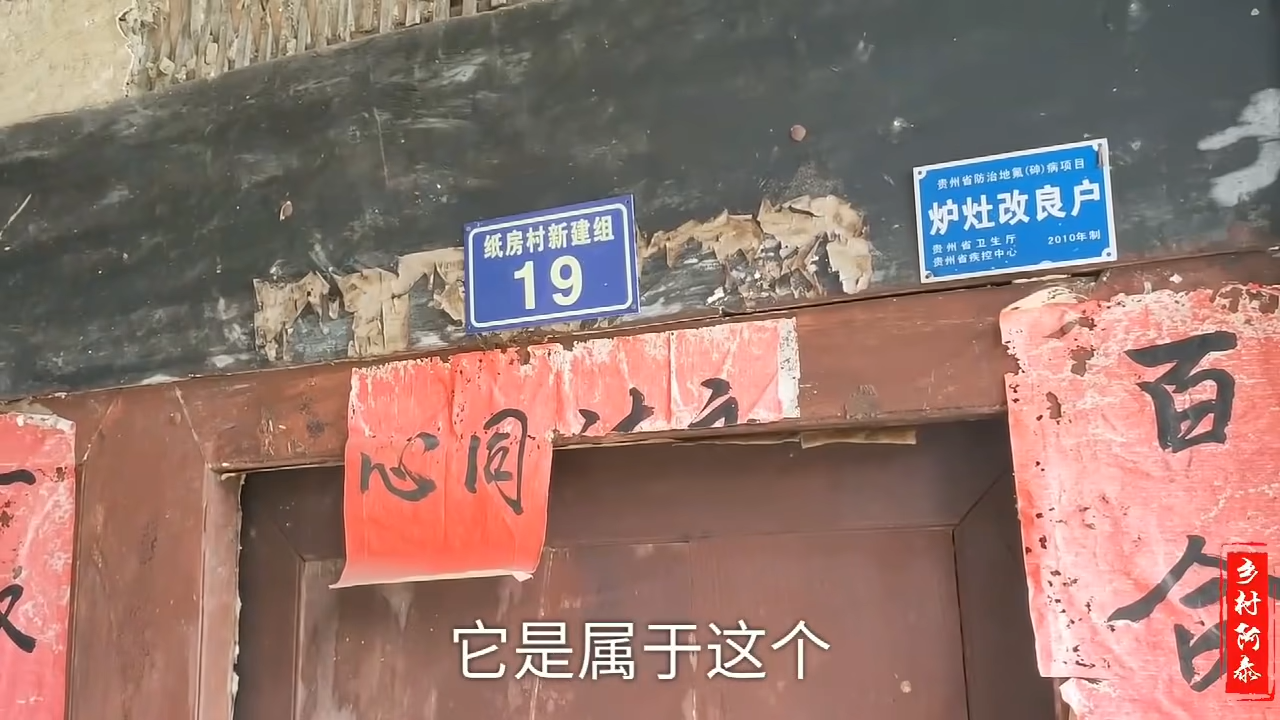 纸房村新建组
19
贵州省防治地氟(砷)病项目
炉灶改良户
贵州省卫生厅
贵州省疾控中心
2010年制
心同
百合
它是属于这个
乡村阿泰